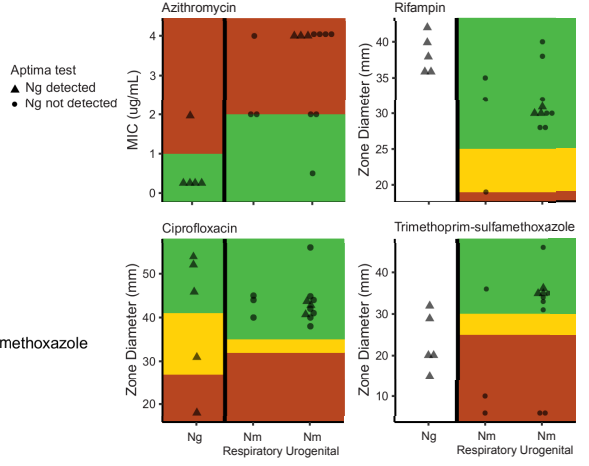 Azithromycin
Rifampin
Aptima test
Ng detected
Ng not detected
MIC (ug/mL)
4
3
2
1
0
Zone Diameter (mm)
40
30
20
Ciprofloxacin
Trimethoprim-sulfamethoxazole
methoxazole
Zone Diameter (mm)
50
40
30
20
Zone Diameter (mm)
40
30
20
10
Ng
Nm
Nm
Respiratory Urogenital
Ng
Nm
Nm
Respiratory Urogenital